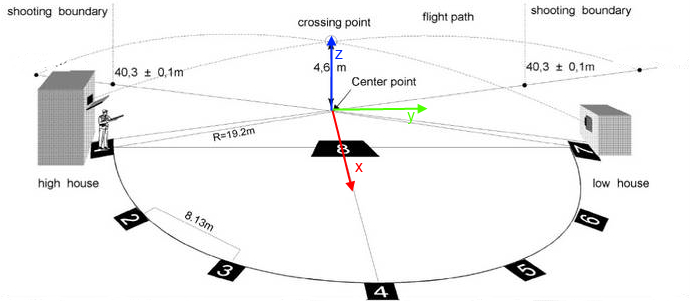 shooting boundary
flight path
shooting boundary
crossing point
Z
40,3 ± 0,1m
4,6 m
40,3 ± 0,1m
Center point
y
R=19.2m
1
8
7
x
high house
low house
2
8.13m
6
3
5
4